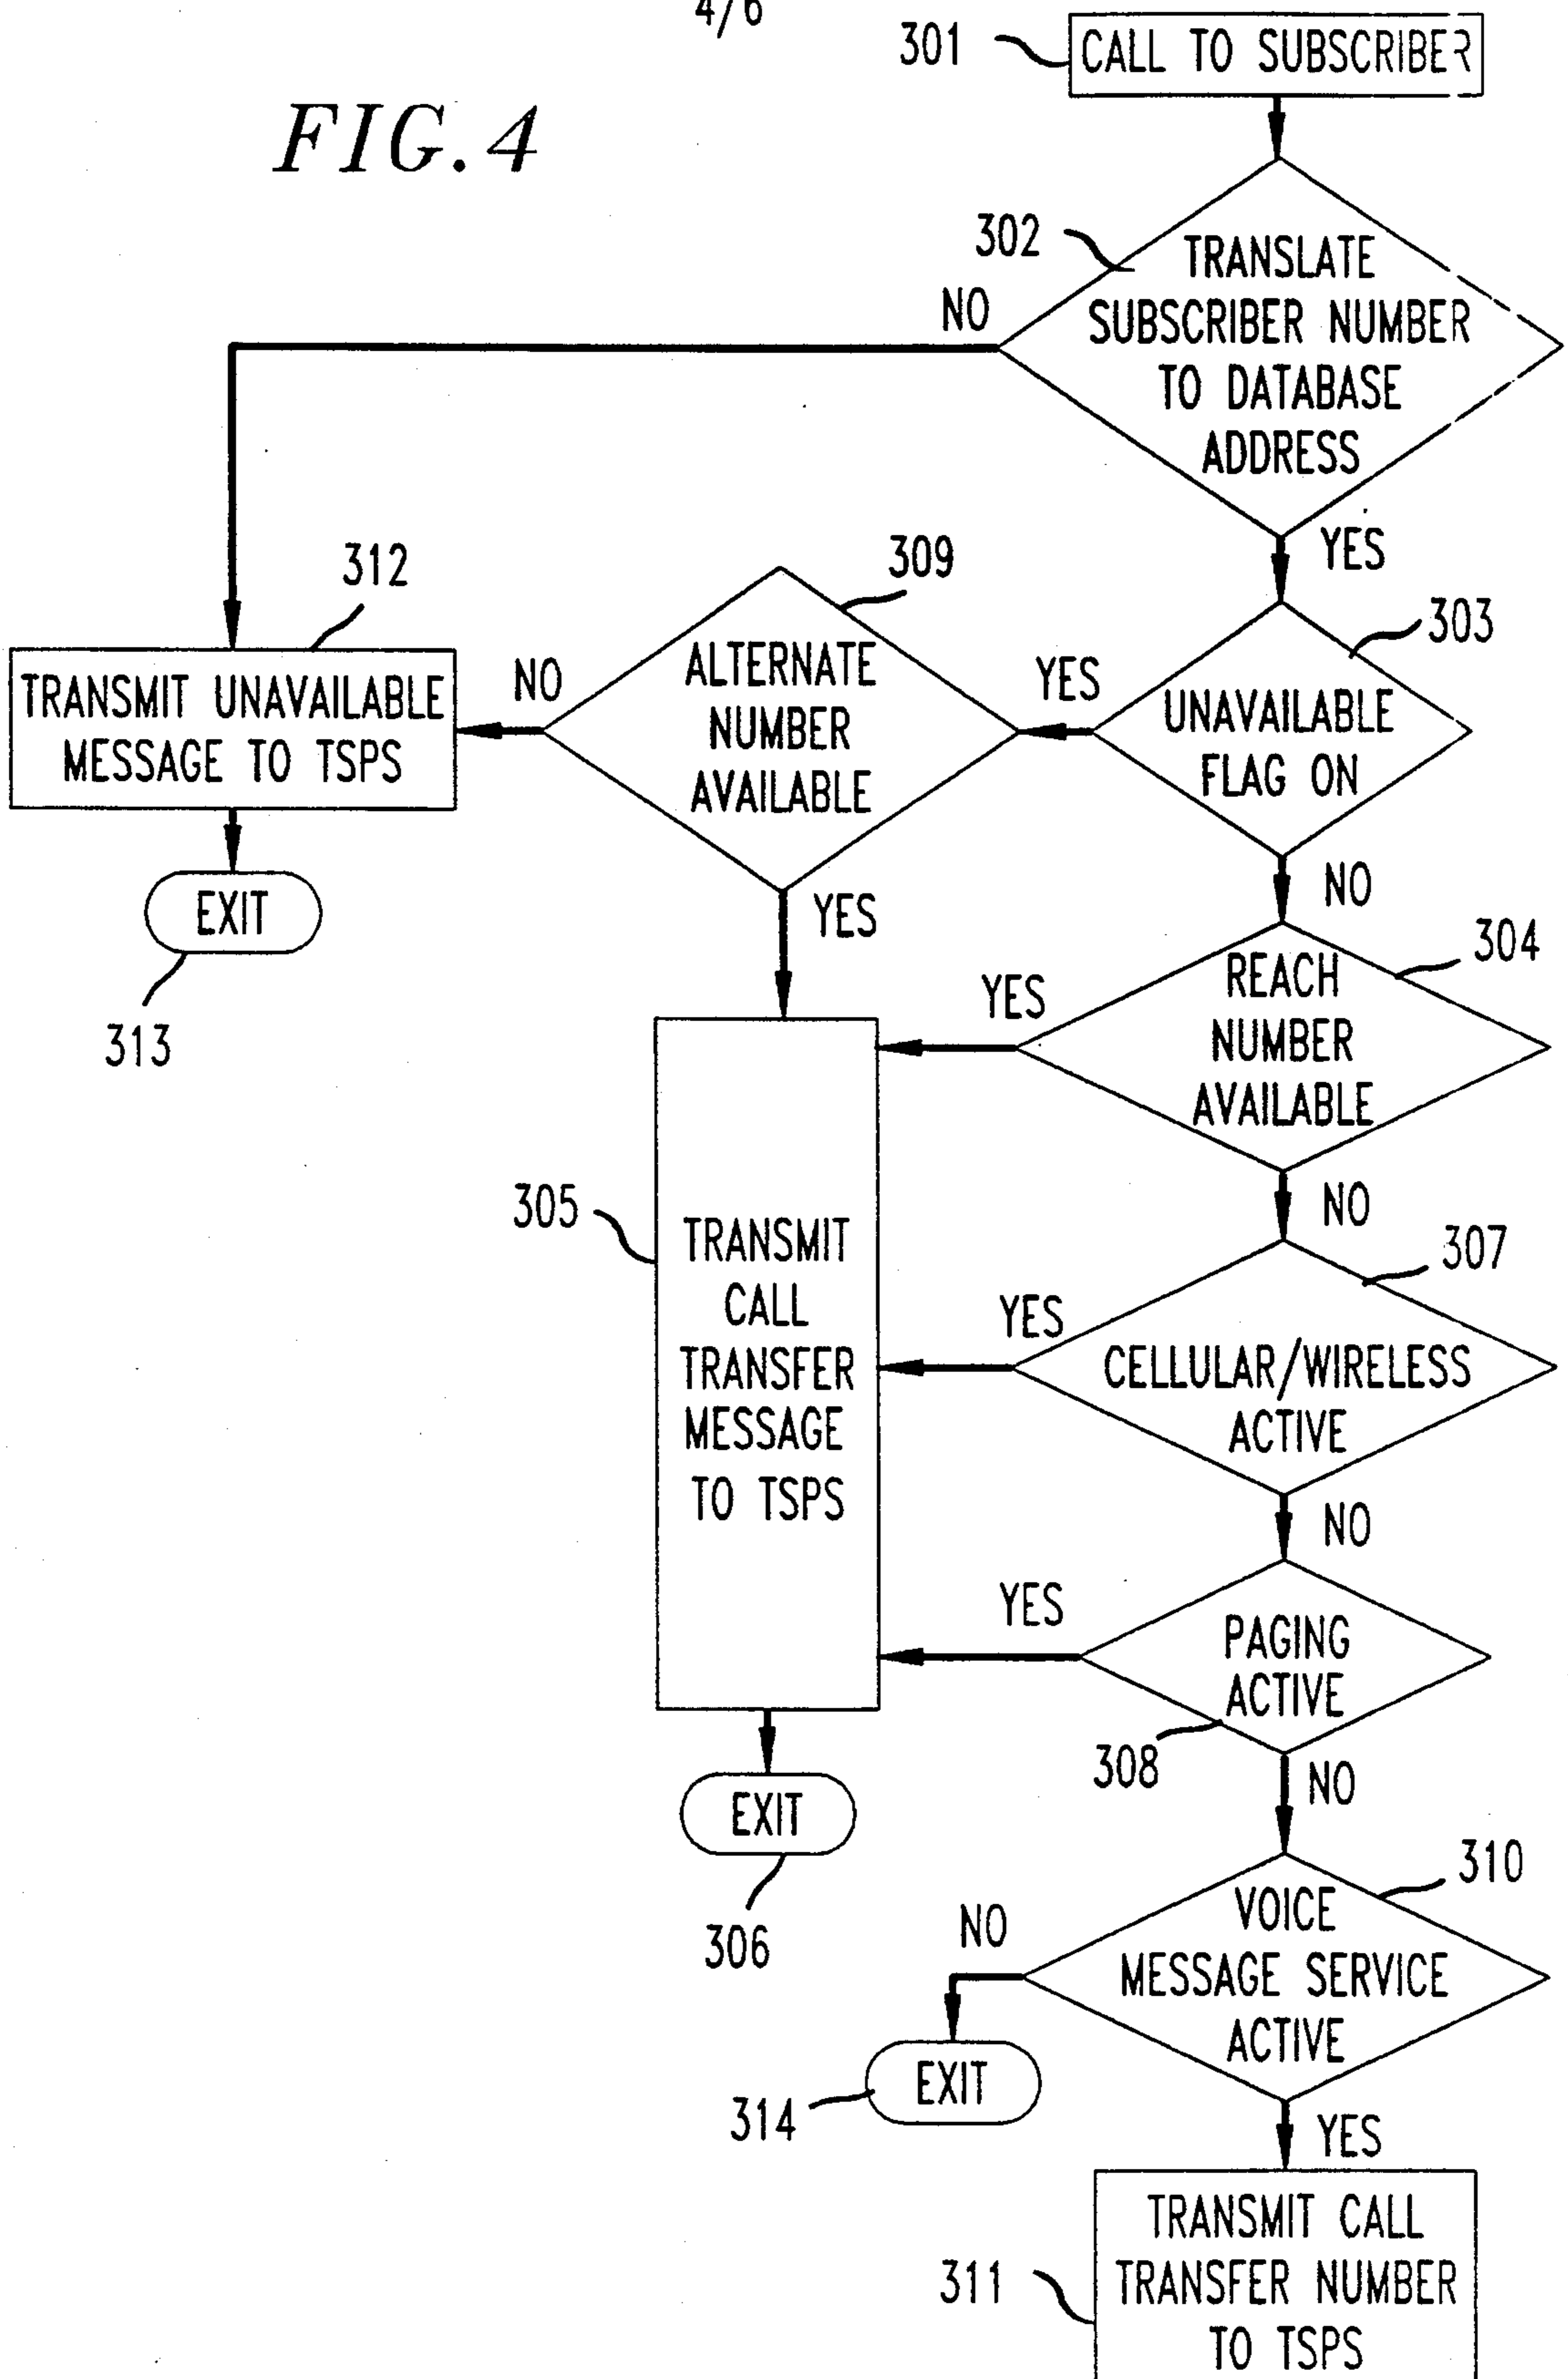 4/6
FIG. 4
301
CALL TO SUBSCRIBER
302
TRANSLATE
SUBSCRIBER NUMBER
TO DATABASE
ADDRESS
NO
YES
303
UNAVAILABLE
FLAG ON
YES
NO
309
ALTERNATE
NUMBER
AVAILABLE
NO
YES
312
TRANSMIT UNAVAILABLE
MESSAGE TO TSPS
EXIT
313
304
REACH
NUMBER
AVAILABLE
YES
NO
305
TRANSMIT
CALL
TRANSFER
MESSAGE
TO TSPS
307
CELLULAR/WIRELESS
ACTIVE
YES
NO
PAGING
ACTIVE
308
YES
NO
EXIT
306
310
VOICE
MESSAGE SERVICE
ACTIVE
NO
EXIT
314
YES
311
TRANSMIT CALL
TRANSFER NUMBER
TO TSPS